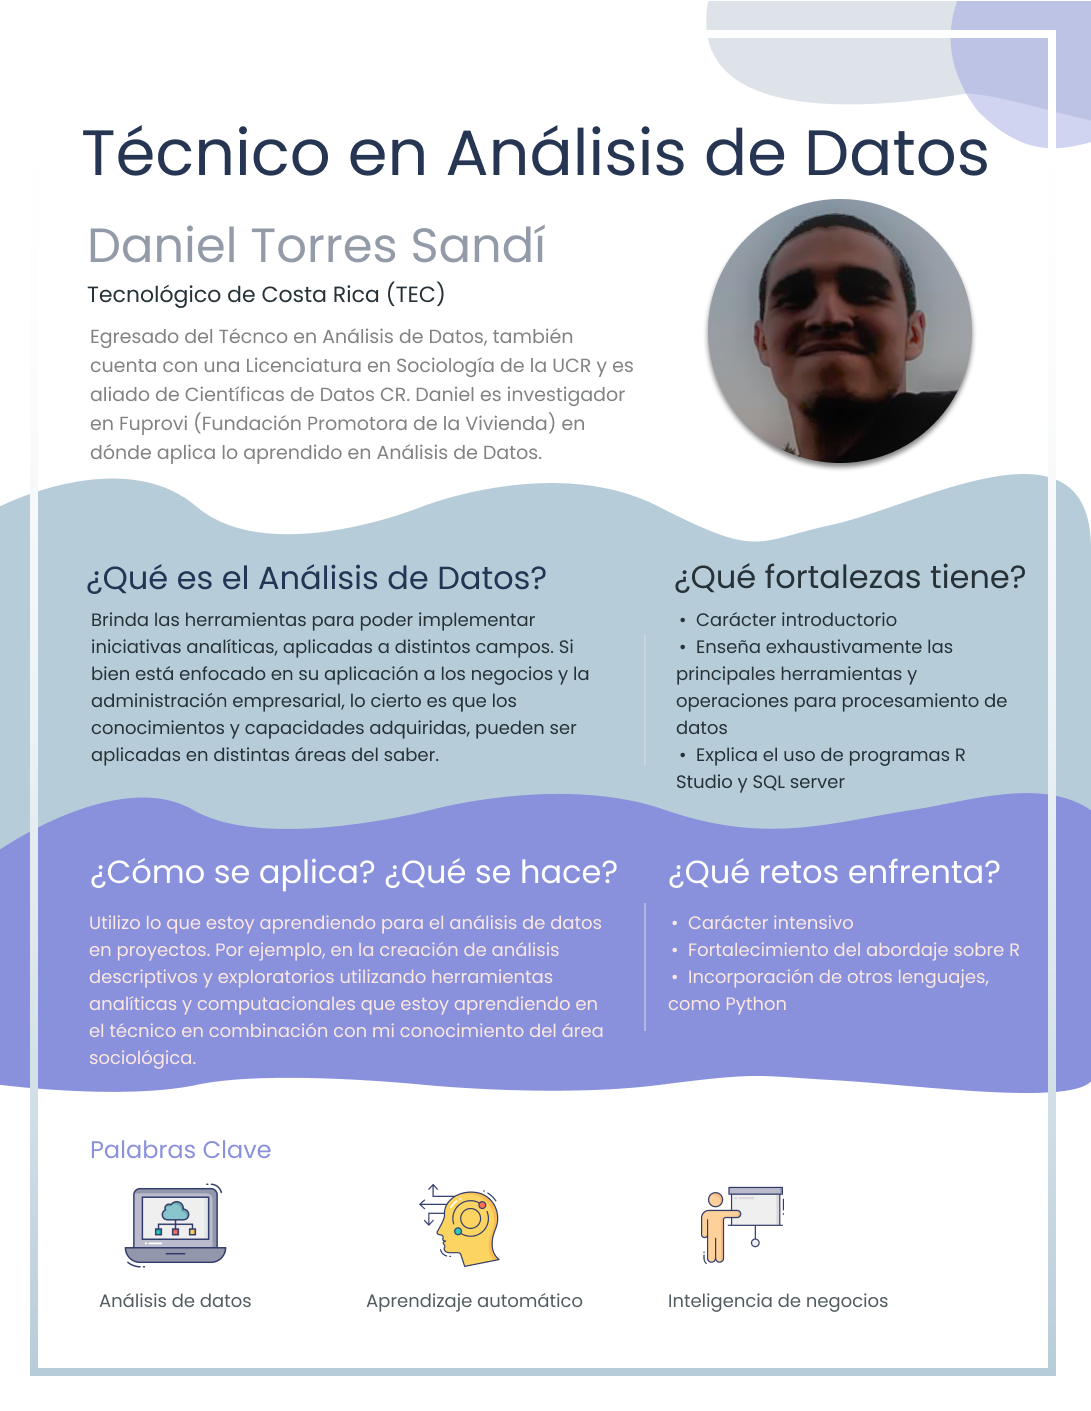 Técnico en Análisis de Datos
Daniel Torres Sandí
Tecnológico de Costa Rica (TEC)
Egresado del Técnco en Análisis de Datos, también
cuenta con una Licenciatura en Sociología de la UCR y es
aliado de Científicas de Datos CR. Daniel es investigador
en Fuprovi (Fundación Promotora de la Vivienda) en
dónde aplica lo aprendido en Análisis de Datos.
¿Qué es el Análisis de Datos?
Brinda las herramientas para poder implementar
iniciativas analíticas, aplicadas a distintos campos. Si
bien está enfocado en su aplicación a los negocios y la
administración empresarial, lo cierto es que los
conocimientos y capacidades adquiridas, pueden ser
aplicadas en distintas áreas del saber.
¿Qué fortalezas tiene?
• Carácter introductorio
• Enseña exhaustivamente las
principales herramientas y
operaciones para procesamiento de
datos
• Explica el uso de programas R
Studio y SQL server
¿Cómo se aplica? ¿Qué se hace?
Utilizo lo que estoy aprendiendo para el análisis de datos
en proyectos. Por ejemplo, en la creación de análisis
descriptivos y exploratorios utilizando herramientas
analíticas y computacionales que estoy aprendiendo en
el técnico en combinación con mi conocimiento del área
sociológica.
¿Qué retos enfrenta?
• Carácter intensivo
• Fortalecimiento del abordaje sobre R
• Incorporación de otros lenguajes,
como Python
Palabras Clave
Análisis de datos
Aprendizaje automático
Inteligencia de negocios